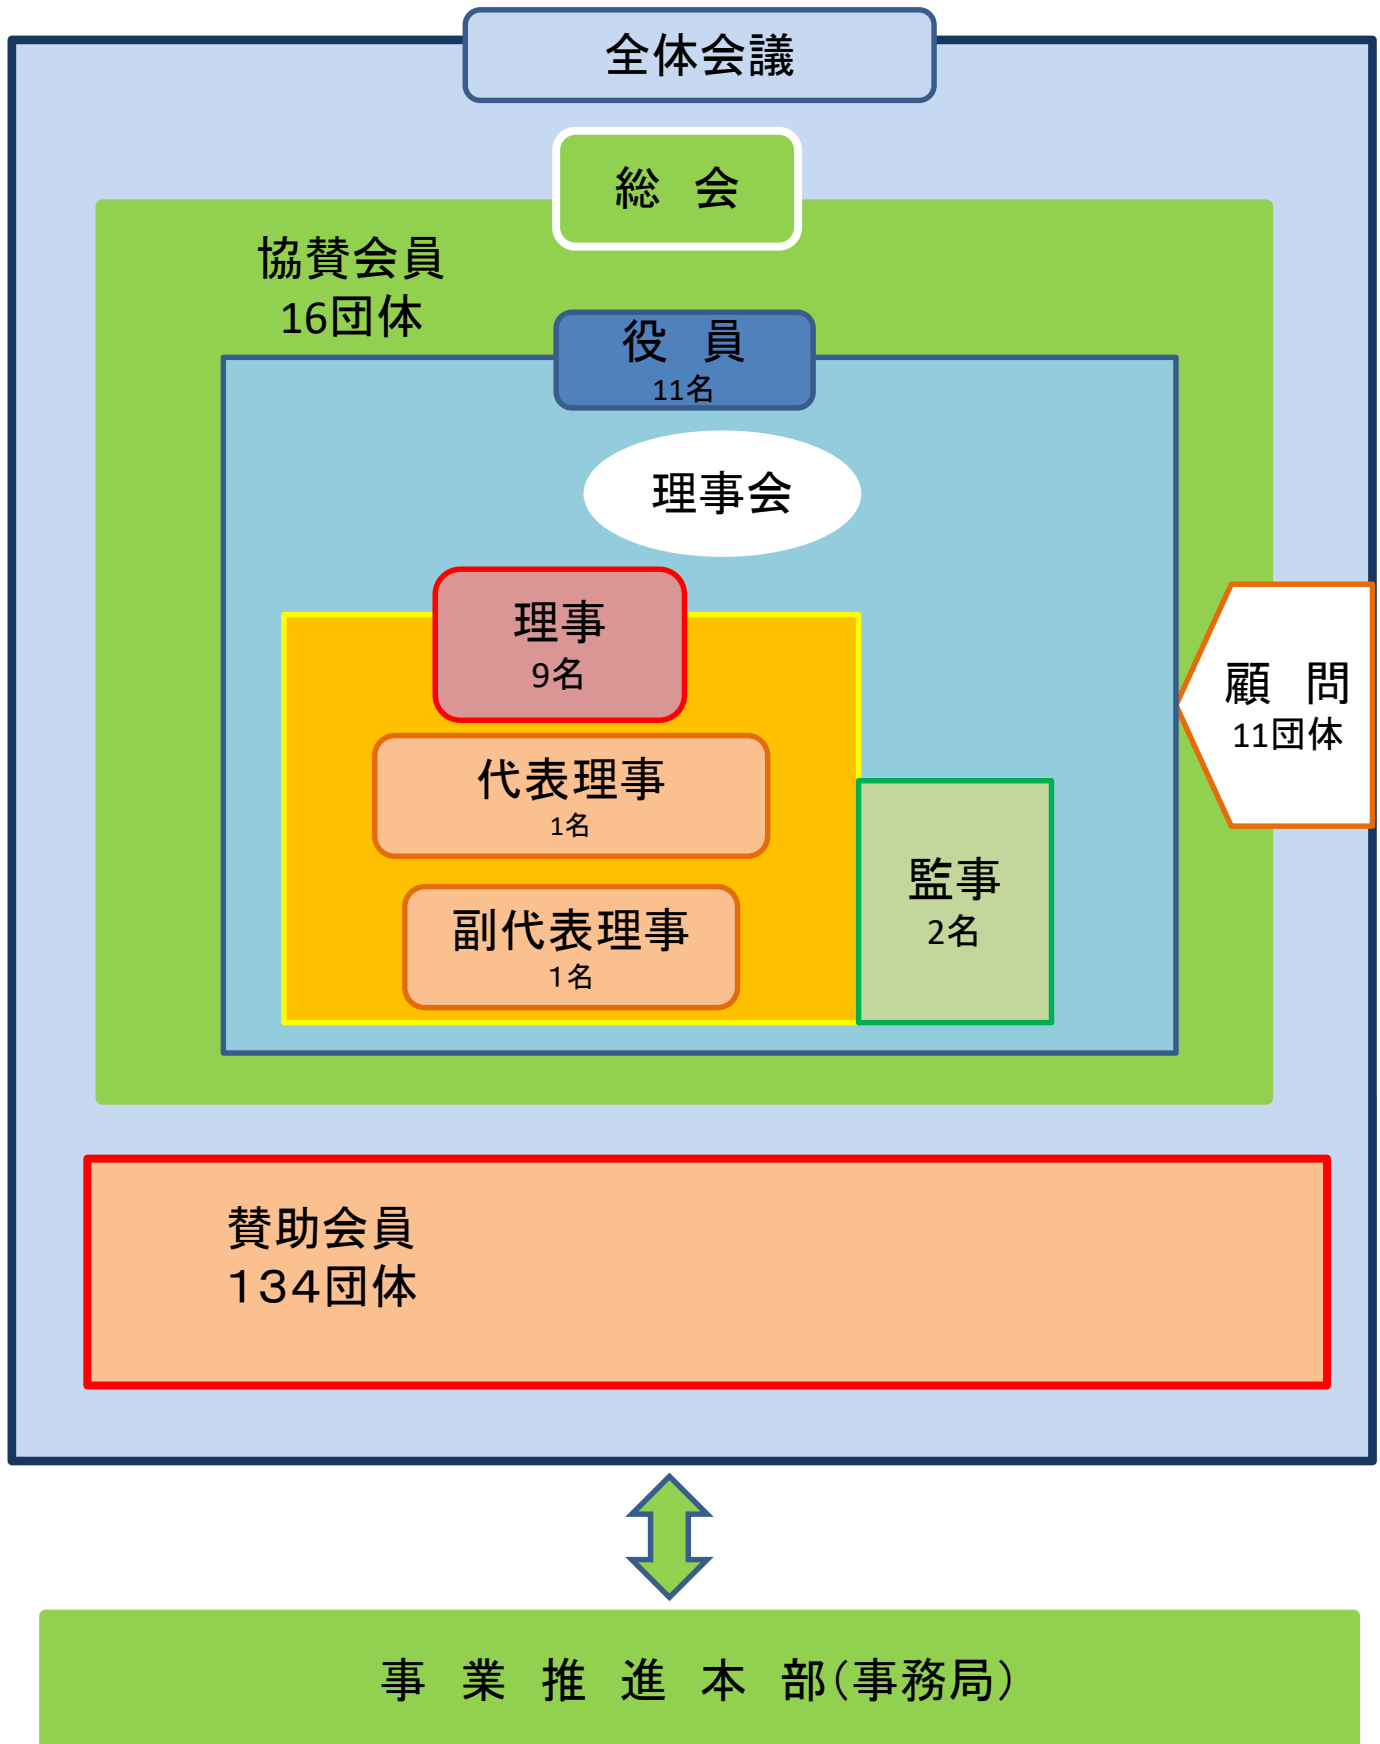 全体会議
総　会
協賛会員
16団体
役　員
11名
理事会
理事
9名
代表理事
1名
副代表理事
１名
監事
2名
顧　問
11団体
賛助会員
１３４団体
事　業　推　進　本　部（事務局）